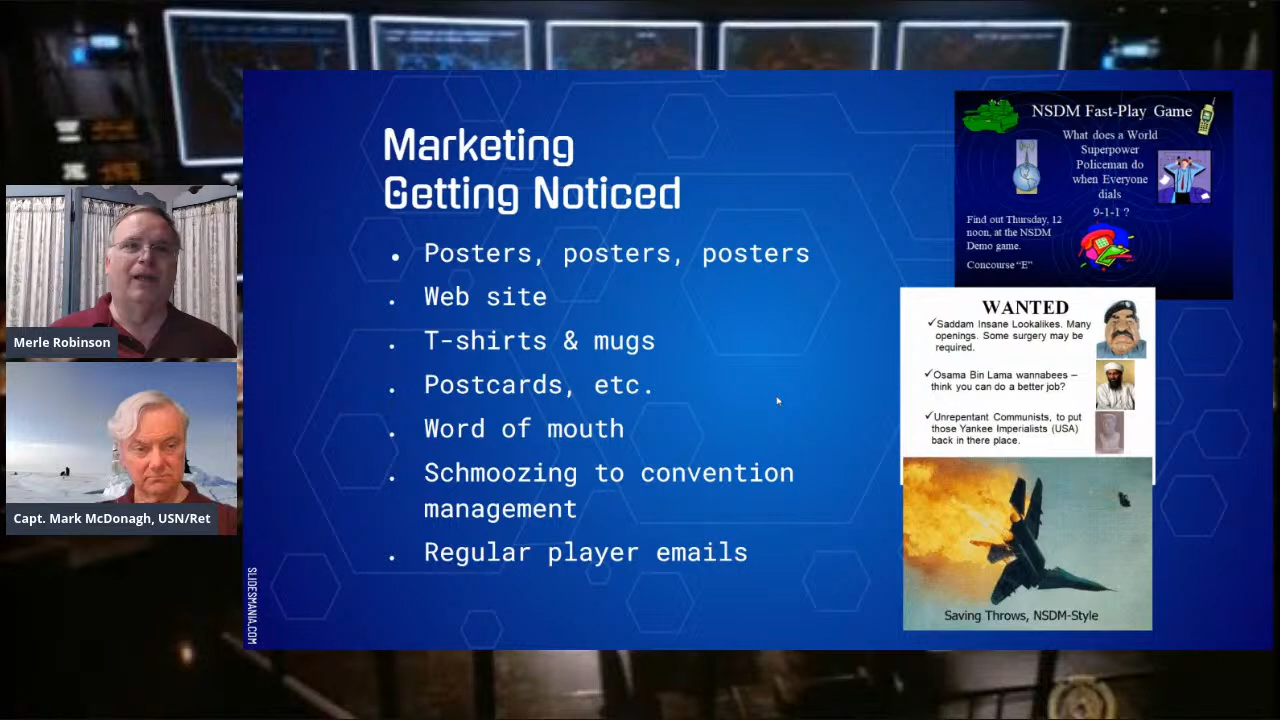 Marketing
Getting Noticed
• Posters, posters, posters
• Web site
• T-shirts & mugs
• Postcards, etc.
• Word of mouth
• Schmoozing to convention
management
• Regular player emails
SLIDESMANIA.COM
NSDM Fast-Play Game
What does a World
Superpower
Policeman do
when Everyone
dials
9-1-1 ?
Find out Thursday, 12
noon, at the NSDM
Demo game.
Concourse "E"
WANTED
✓Saddam Insane Lookalikes. Many
openings. Some surgery may be
required.
✓Osama Bin Lama wannabees –
think you can do a better job?
✓Unrepentant Communists, to put
those Yankee Imperialists (USA)
back in there place.
Saving Throws, NSDM-Style
Merle Robinson
Capt. Mark McDonagh, USN/Ret